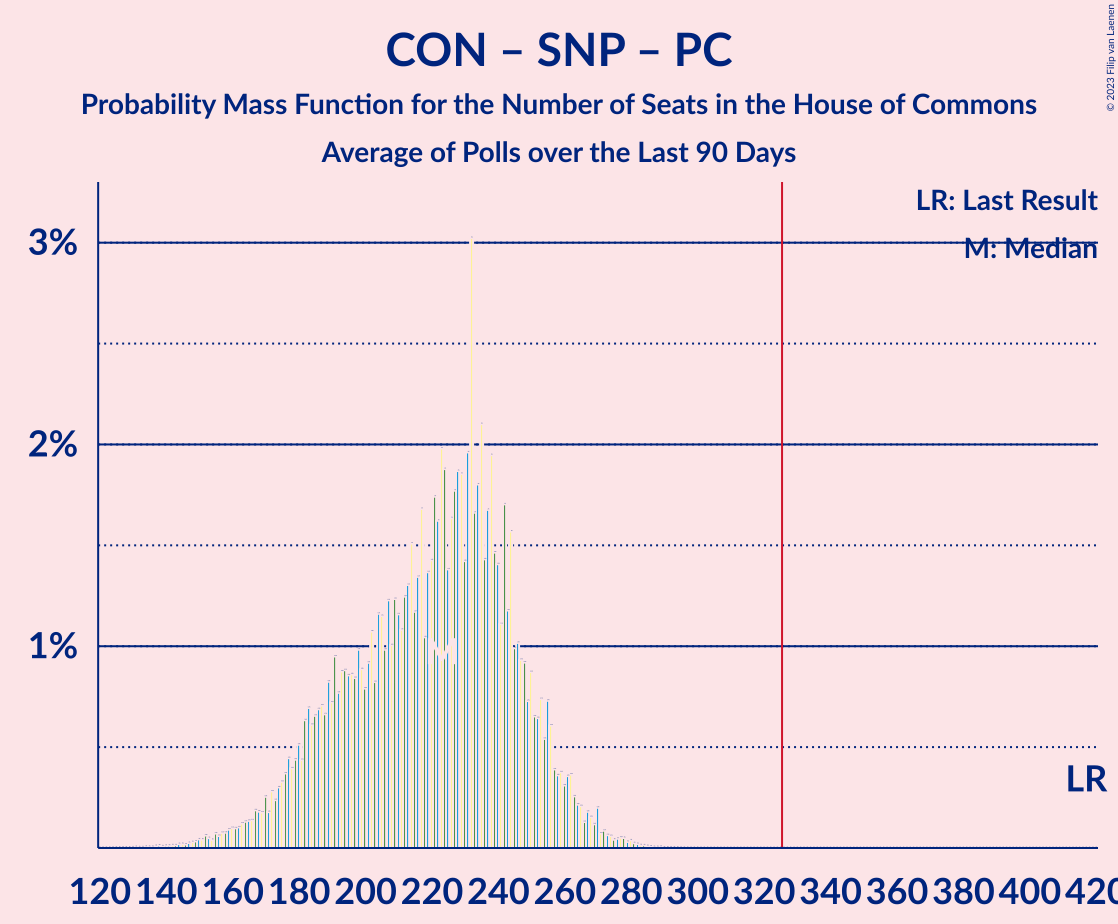 CON – SNP – PC
Probability Mass Function for the Number of Seats in the House of Commons
Average of Polls over the Last 90 Days
© 2023 Filip van Laenen
LR: Last Result
M: Median
3%
2%
1%
M
LR
120 140 160 180 200 220 240 260 280 300 320 340 360 380 400 420